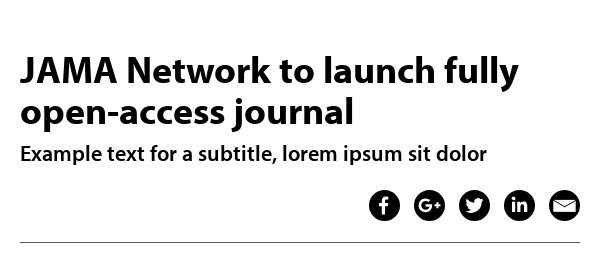 JAMA Network to launch fully
open-access journal
Example text for a subtitle, lorem ipsum sit dolor
f G+ in